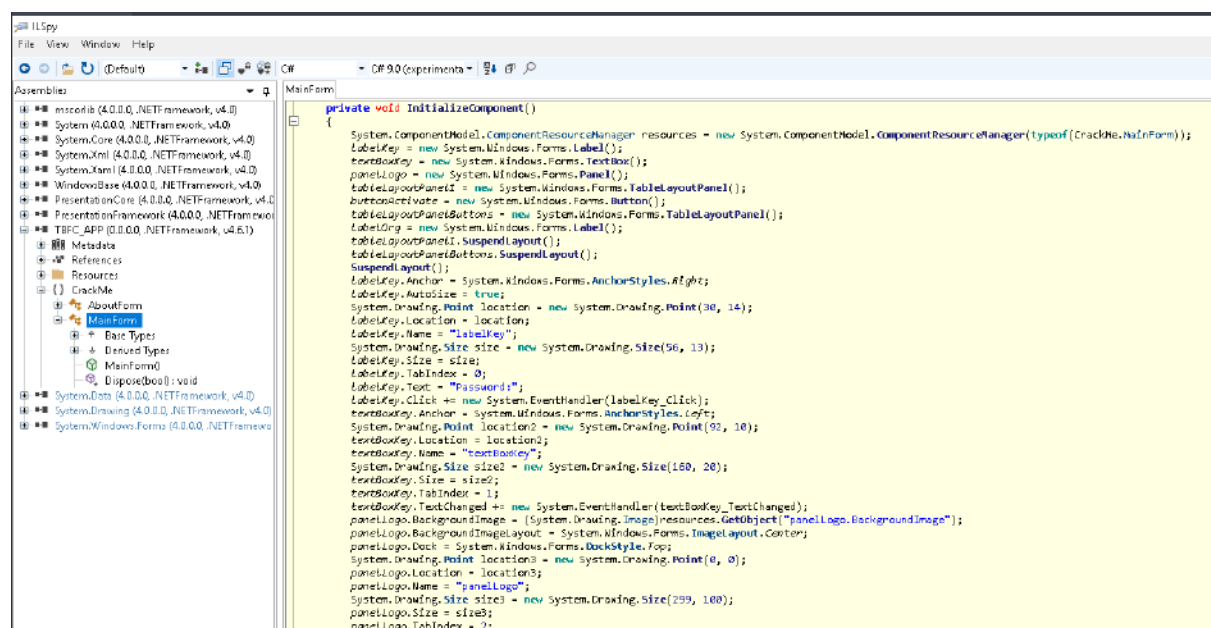 ILSpy
File View Window Help
(Default) C# C# 9.0 (experimenta
Assemblies
mscorlib (4.0.0.0, .NETFramework, v4.0)
System (4.0.0.0, .NETFramework, v4.0)
System.Core (4.0.0.0, .NETFramework, v4.0)
System.Xml (4.0.0.0, .NETFramework, v4.0)
System.Xaml (4.0.0.0, .NETFramework, v4.0)
WindowsBase (4.0.0.0, .NETFramework, v4.0)
PresentationCore (4.0.0.0, .NETFramework, v4.0
PresentationFramework (4.0.0.0, .NETFramewor
TBFC_APP (0.0.0.0, .NETFramework, v4.6.1)
Metadata
References
Resources
{ } CrackMe
AboutForm
MainForm
Base Types
Derived Types
MainForm()
Dispose(bool) : void
System.Data (4.0.0.0, .NETFramework, v4.0)
System.Drawing (4.0.0.0, .NETFramework, v4.0)
System.Windows.Forms (4.0.0.0, .NETFramewo
MainForm
private void InitializeComponent()
{
System.ComponentModel.ComponentResourceManager resources = new System.ComponentModel.ComponentResourceManager(typeof(CrackMe.MainForm));
labelKey = new System.Windows.Forms.Label();
textBoxKey = new System.Windows.Forms.TextBox();
panelLogo = new System.Windows.Forms.Panel();
tableLayoutPanel1 = new System.Windows.Forms.TableLayoutPanel();
buttonActivate = new System.Windows.Forms.Button();
tableLayoutPanelButtons = new System.Windows.Forms.TableLayoutPanel();
labelOrg = new System.Windows.Forms.Label();
tableLayoutPanel1.SuspendLayout();
tableLayoutPanelButtons.SuspendLayout();
SuspendLayout();
labelKey.Anchor = System.Windows.Forms.AnchorStyles.Right;
labelKey.AutoSize = true;
System.Drawing.Point location = new System.Drawing.Point(30, 14);
labelKey.Location = location;
labelKey.Name = "labelKey";
System.Drawing.Size size = new System.Drawing.Size(56, 13);
labelKey.Size = size;
labelKey.TabIndex = 0;
labelKey.Text = "Password:";
labelKey.Click += new System.EventHandler(labelKey_Click);
textBoxKey.Anchor = System.Windows.Forms.AnchorStyles.Left;
System.Drawing.Point location2 = new System.Drawing.Point(92, 10);
textBoxKey.Location = location2;
textBoxKey.Name = "textBoxKey";
System.Drawing.Size size2 = new System.Drawing.Size(160, 20);
textBoxKey.Size = size2;
textBoxKey.TabIndex = 1;
textBoxKey.TextChanged += new System.EventHandler(textBoxKey_TextChanged);
panelLogo.BackgroundImage = (System.Drawing.Image)resources.GetObject("panelLogo.BackgroundImage");
panelLogo.BackgroundImageLayout = System.Windows.Forms.ImageLayout.Center;
panelLogo.Dock = System.Windows.Forms.DockStyle.Top;
System.Drawing.Point location3 = new System.Drawing.Point(0, 0);
panelLogo.Location = location3;
panelLogo.Name = "panelLogo";
System.Drawing.Size size3 = new System.Drawing.Size(299, 100);
panelLogo.Size = size3;
panelLogo.TabIndex = 2;